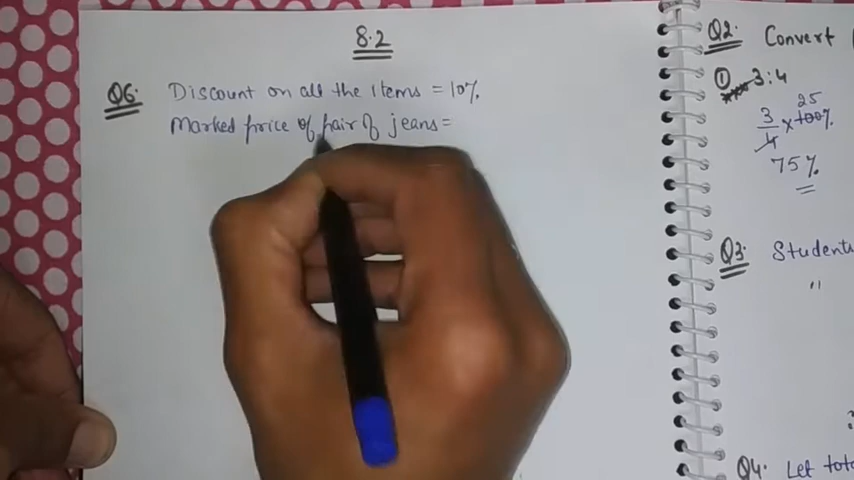 8.2
Q6. Discount on all the items = 10%.
Marked price of pair of jeans =
Q2. Convert
① 3:4
3/4 × 100%
25
75%
Q3. Students
"
Q4. Let tota